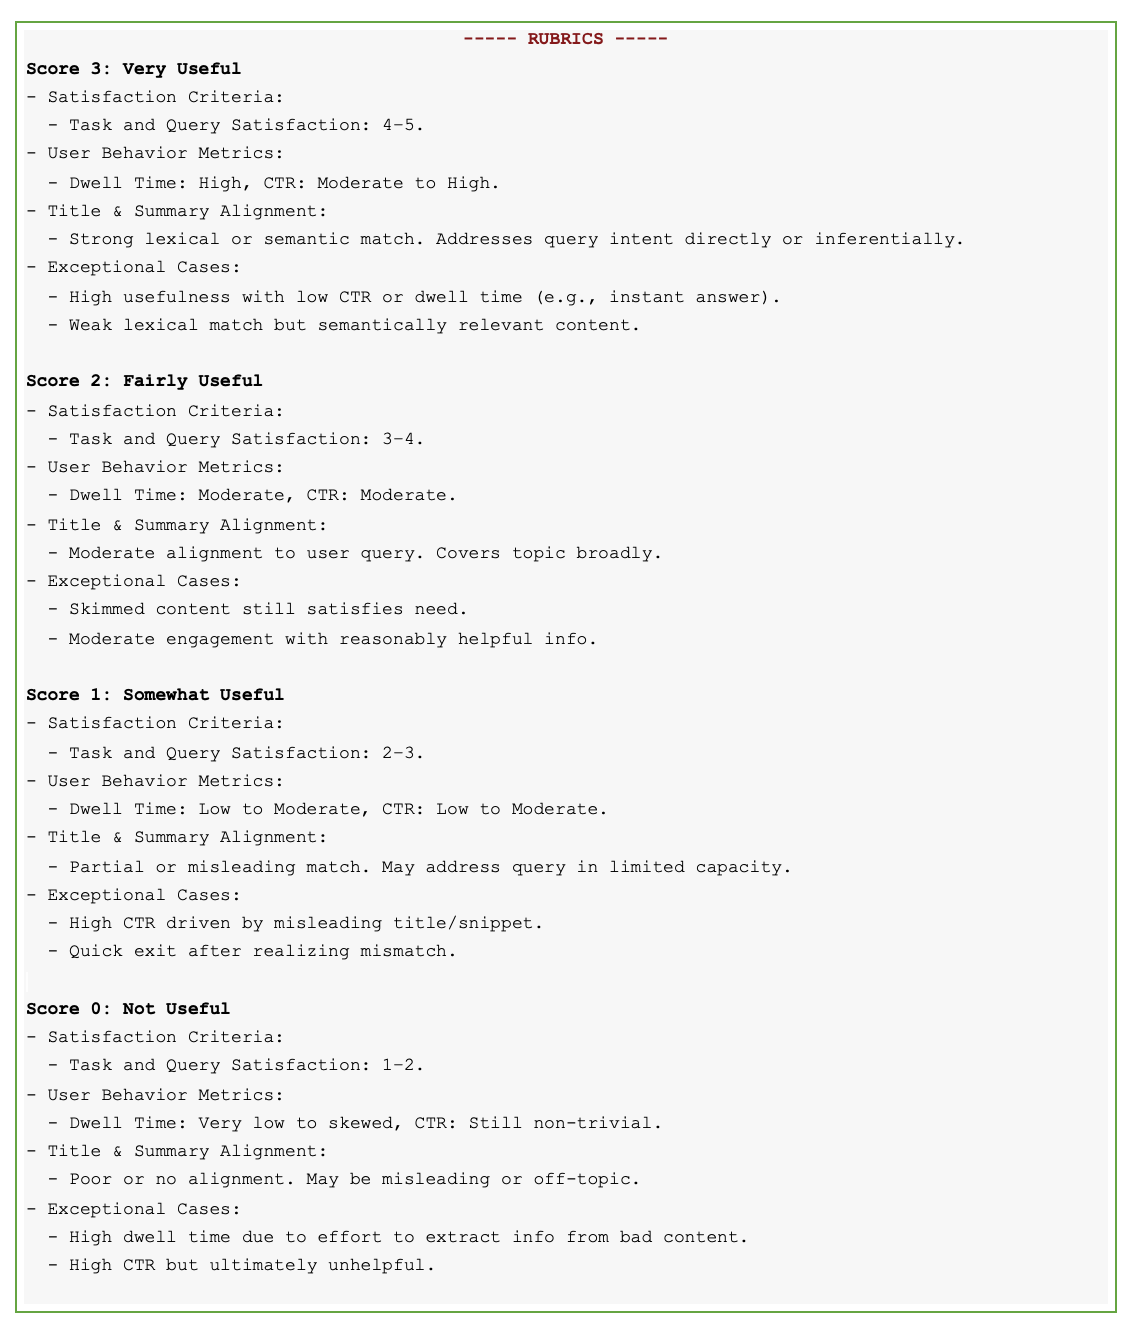 ----- RUBRICS -----
Score 3: Very Useful
- Satisfaction Criteria:
  - Task and Query Satisfaction: 4–5.
- User Behavior Metrics:
  - Dwell Time: High, CTR: Moderate to High.
- Title & Summary Alignment:
  - Strong lexical or semantic match. Addresses query intent directly or inferentially.
- Exceptional Cases:
  - High usefulness with low CTR or dwell time (e.g., instant answer).
  - Weak lexical match but semantically relevant content.

Score 2: Fairly Useful
- Satisfaction Criteria:
  - Task and Query Satisfaction: 3–4.
- User Behavior Metrics:
  - Dwell Time: Moderate, CTR: Moderate.
- Title & Summary Alignment:
  - Moderate alignment to user query. Covers topic broadly.
- Exceptional Cases:
  - Skimmed content still satisfies need.
  - Moderate engagement with reasonably helpful info.

Score 1: Somewhat Useful
- Satisfaction Criteria:
  - Task and Query Satisfaction: 2–3.
- User Behavior Metrics:
  - Dwell Time: Low to Moderate, CTR: Low to Moderate.
- Title & Summary Alignment:
  - Partial or misleading match. May address query in limited capacity.
- Exceptional Cases:
  - High CTR driven by misleading title/snippet.
  - Quick exit after realizing mismatch.

Score 0: Not Useful
- Satisfaction Criteria:
  - Task and Query Satisfaction: 1–2.
- User Behavior Metrics:
  - Dwell Time: Very low to skewed, CTR: Still non-trivial.
- Title & Summary Alignment:
  - Poor or no alignment. May be misleading or off-topic.
- Exceptional Cases:
  - High dwell time due to effort to extract info from bad content.
  - High CTR but ultimately unhelpful.